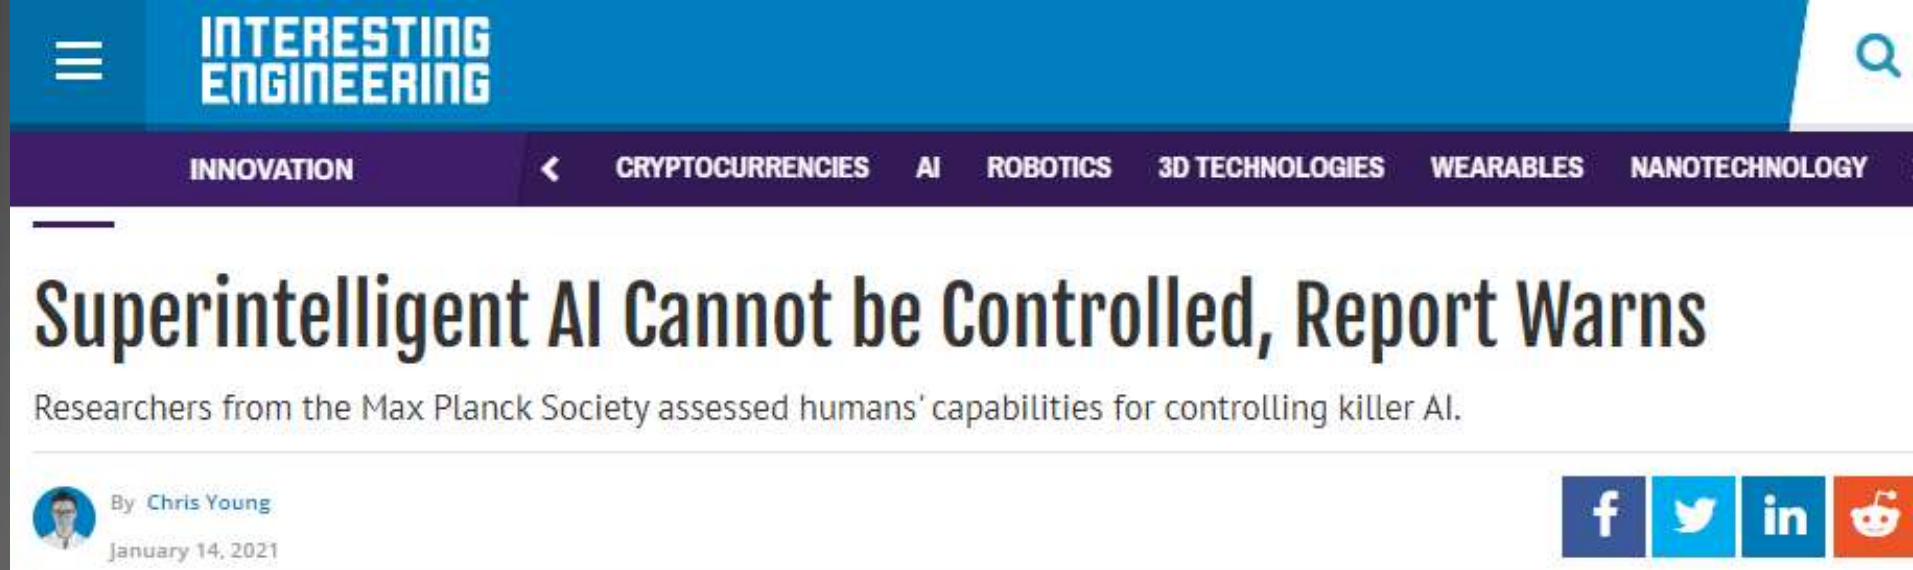 INTERESTING
ENGINEERING
INNOVATION
CRYPTOCURRENCIES AI ROBOTICS 3D TECHNOLOGIES WEARABLES NANOTECHNOLOGY
Superintelligent AI Cannot be Controlled, Report Warns
Researchers from the Max Planck Society assessed humans' capabilities for controlling killer AI.
By Chris Young
January 14, 2021
f in